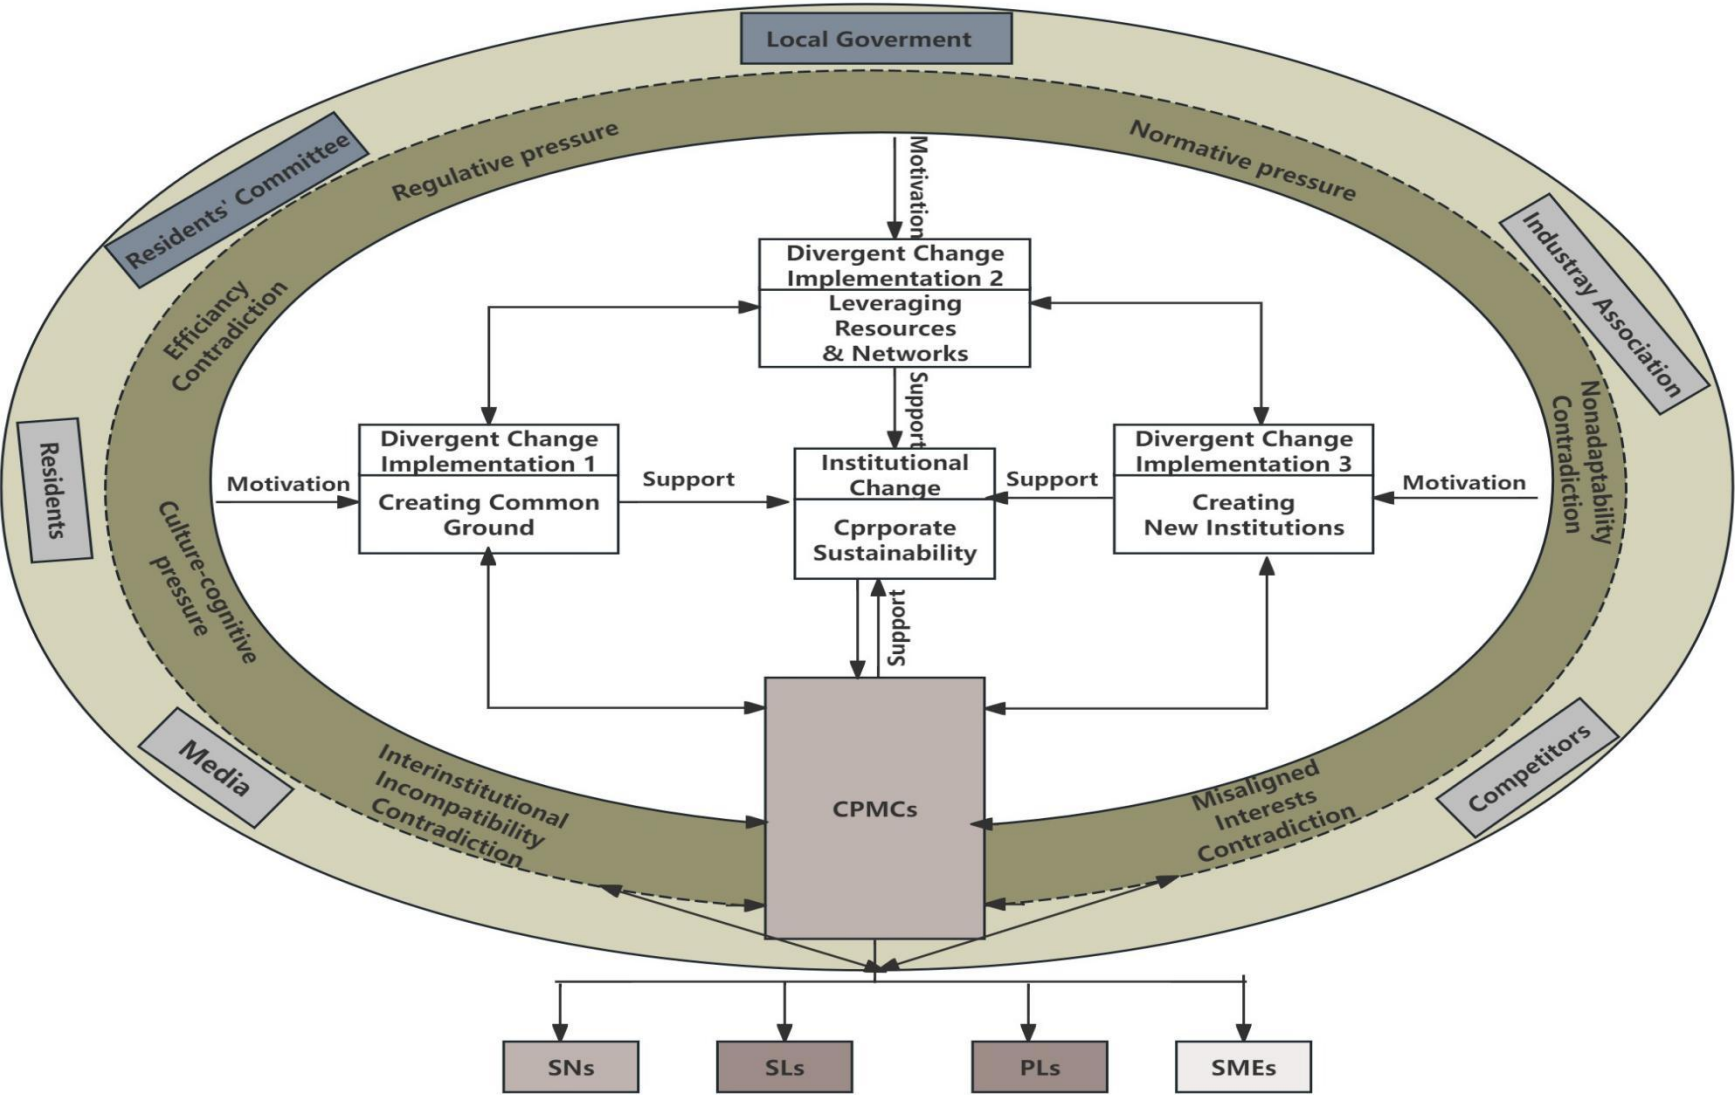 Local Goverment
Residents' Committee
Regulative pressure
Normative pressure
Industray Association
Efficiancy
Contradiction
Motivation
Divergent Change
Implementation 2
Leveraging
Resources
& Networks
Residents
Nonadaptability
Contradiction
Support
Divergent Change
Implementation 1
Creating Common
Ground
Motivation
Support
Institutional
Change
Cprporate
Sustainability
Support
Divergent Change
Implementation 3
Creating
New Institutions
Motivation
Culture-cognitive
pressure
Support
Media
Interinstitutional
Incompatibility
Contradiction
CPMCs
Misaligned
Interests
Contradiction
Competitors
SNs
SLs
PLs
SMEs